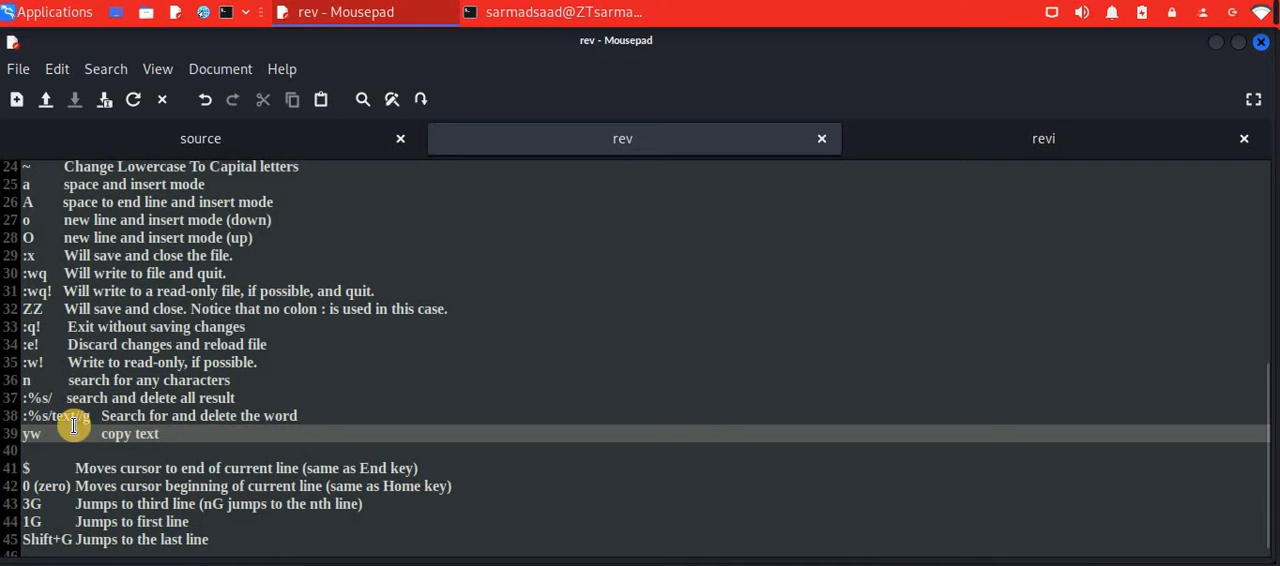 Applications rev - Mousepad sarmadsaad@ZTsarma...
rev - Mousepad
File Edit Search View Document Help
source rev revi
24 ~ Change Lowercase To Capital letters
25 a space and insert mode
26 A space to end line and insert mode
27 o new line and insert mode (down)
28 O new line and insert mode (up)
29 :x Will save and close the file.
30 :wq Will write to file and quit.
31 :wq! Will write to a read-only file, if possible, and quit.
32 ZZ Will save and close. Notice that no colon : is used in this case.
33 :q! Exit without saving changes
34 :e! Discard changes and reload file
35 :w! Write to read-only, if possible.
36 n search for any characters
37 :%s/ search and delete all result
38 :%s/text//g Search for and delete the word
39 yw copy text
40
41 $ Moves cursor to end of current line (same as End key)
42 0 (zero) Moves cursor beginning of current line (same as Home key)
43 3G Jumps to third line (nG jumps to the nth line)
44 1G Jumps to first line
45 Shift+G Jumps to the last line
46